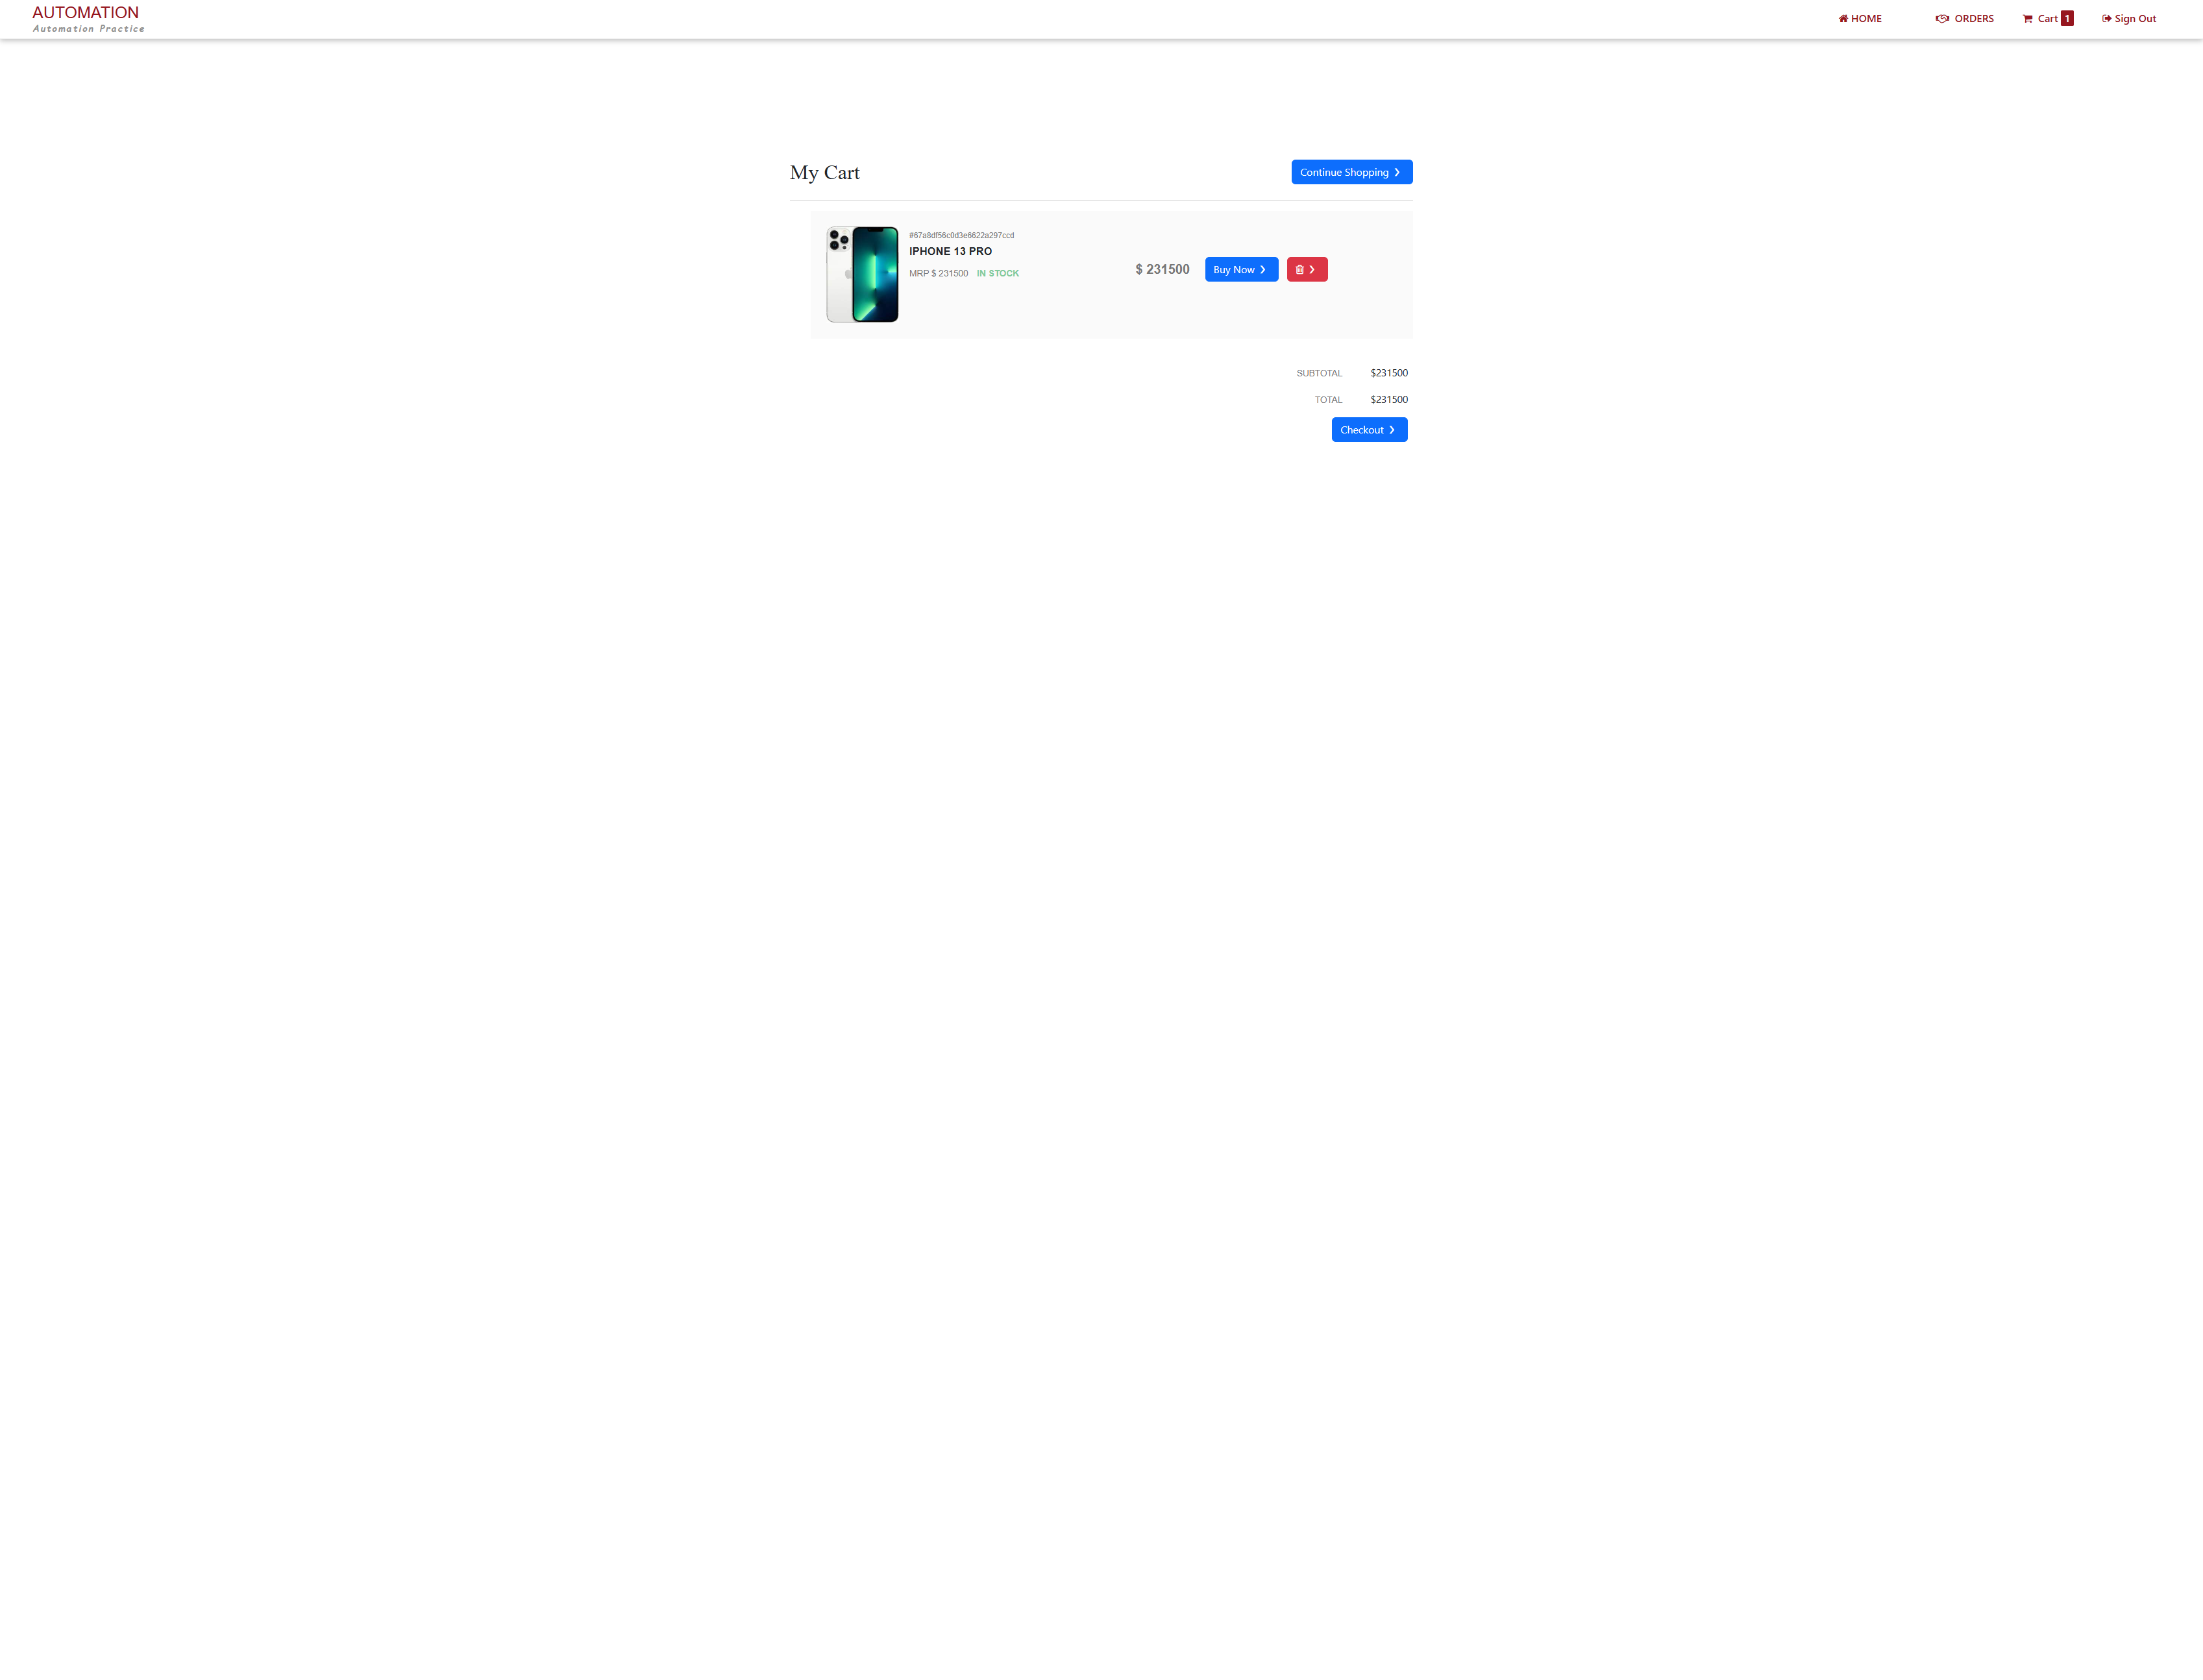 AUTOMATION
Automation Practice
HOME
ORDERS
Cart 1
Sign Out
My Cart
Continue Shopping
#67a8df56c0d3e6622a297ccd
IPHONE 13 PRO
MRP $ 231500 IN STOCK
$ 231500
Buy Now
SUBTOTAL $231500
TOTAL $231500
Checkout